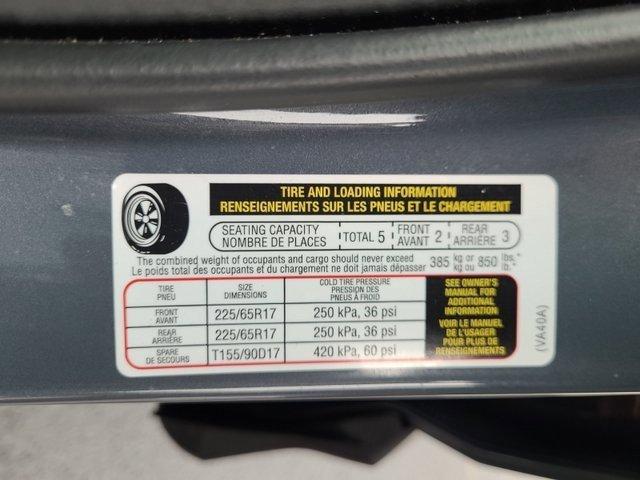 TIRE AND LOADING INFORMATION
RENSEIGNEMENTS SUR LES PNEUS ET LE CHARGEMENT
SEATING CAPACITY
NOMBRE DE PLACES
TOTAL 5
FRONT
AVANT 2
REAR
ARRIÈRE 3
The combined weight of occupants and cargo should never exceed 385 kg or 850 lbs.*
Le poids total des occupants et du chargement ne doit jamais dépasser kg ou lb.*
TIRE
PNEU
SIZE
DIMENSIONS
COLD TIRE PRESSURE
PRESSION DES
PNEUS À FROID
FRONT
AVANT
225/65R17
250 kPa, 36 psi
REAR
ARRIÈRE
225/65R17
250 kPa, 36 psi
SPARE
DE SECOURS
T155/90D17
420 kPa, 60 psi
SEE OWNER'S
MANUAL FOR
ADDITIONAL
INFORMATION
VOIR LE MANUEL
DE L'USAGER
POUR PLUS DE
RENSEIGNEMENTS
(VA40A)